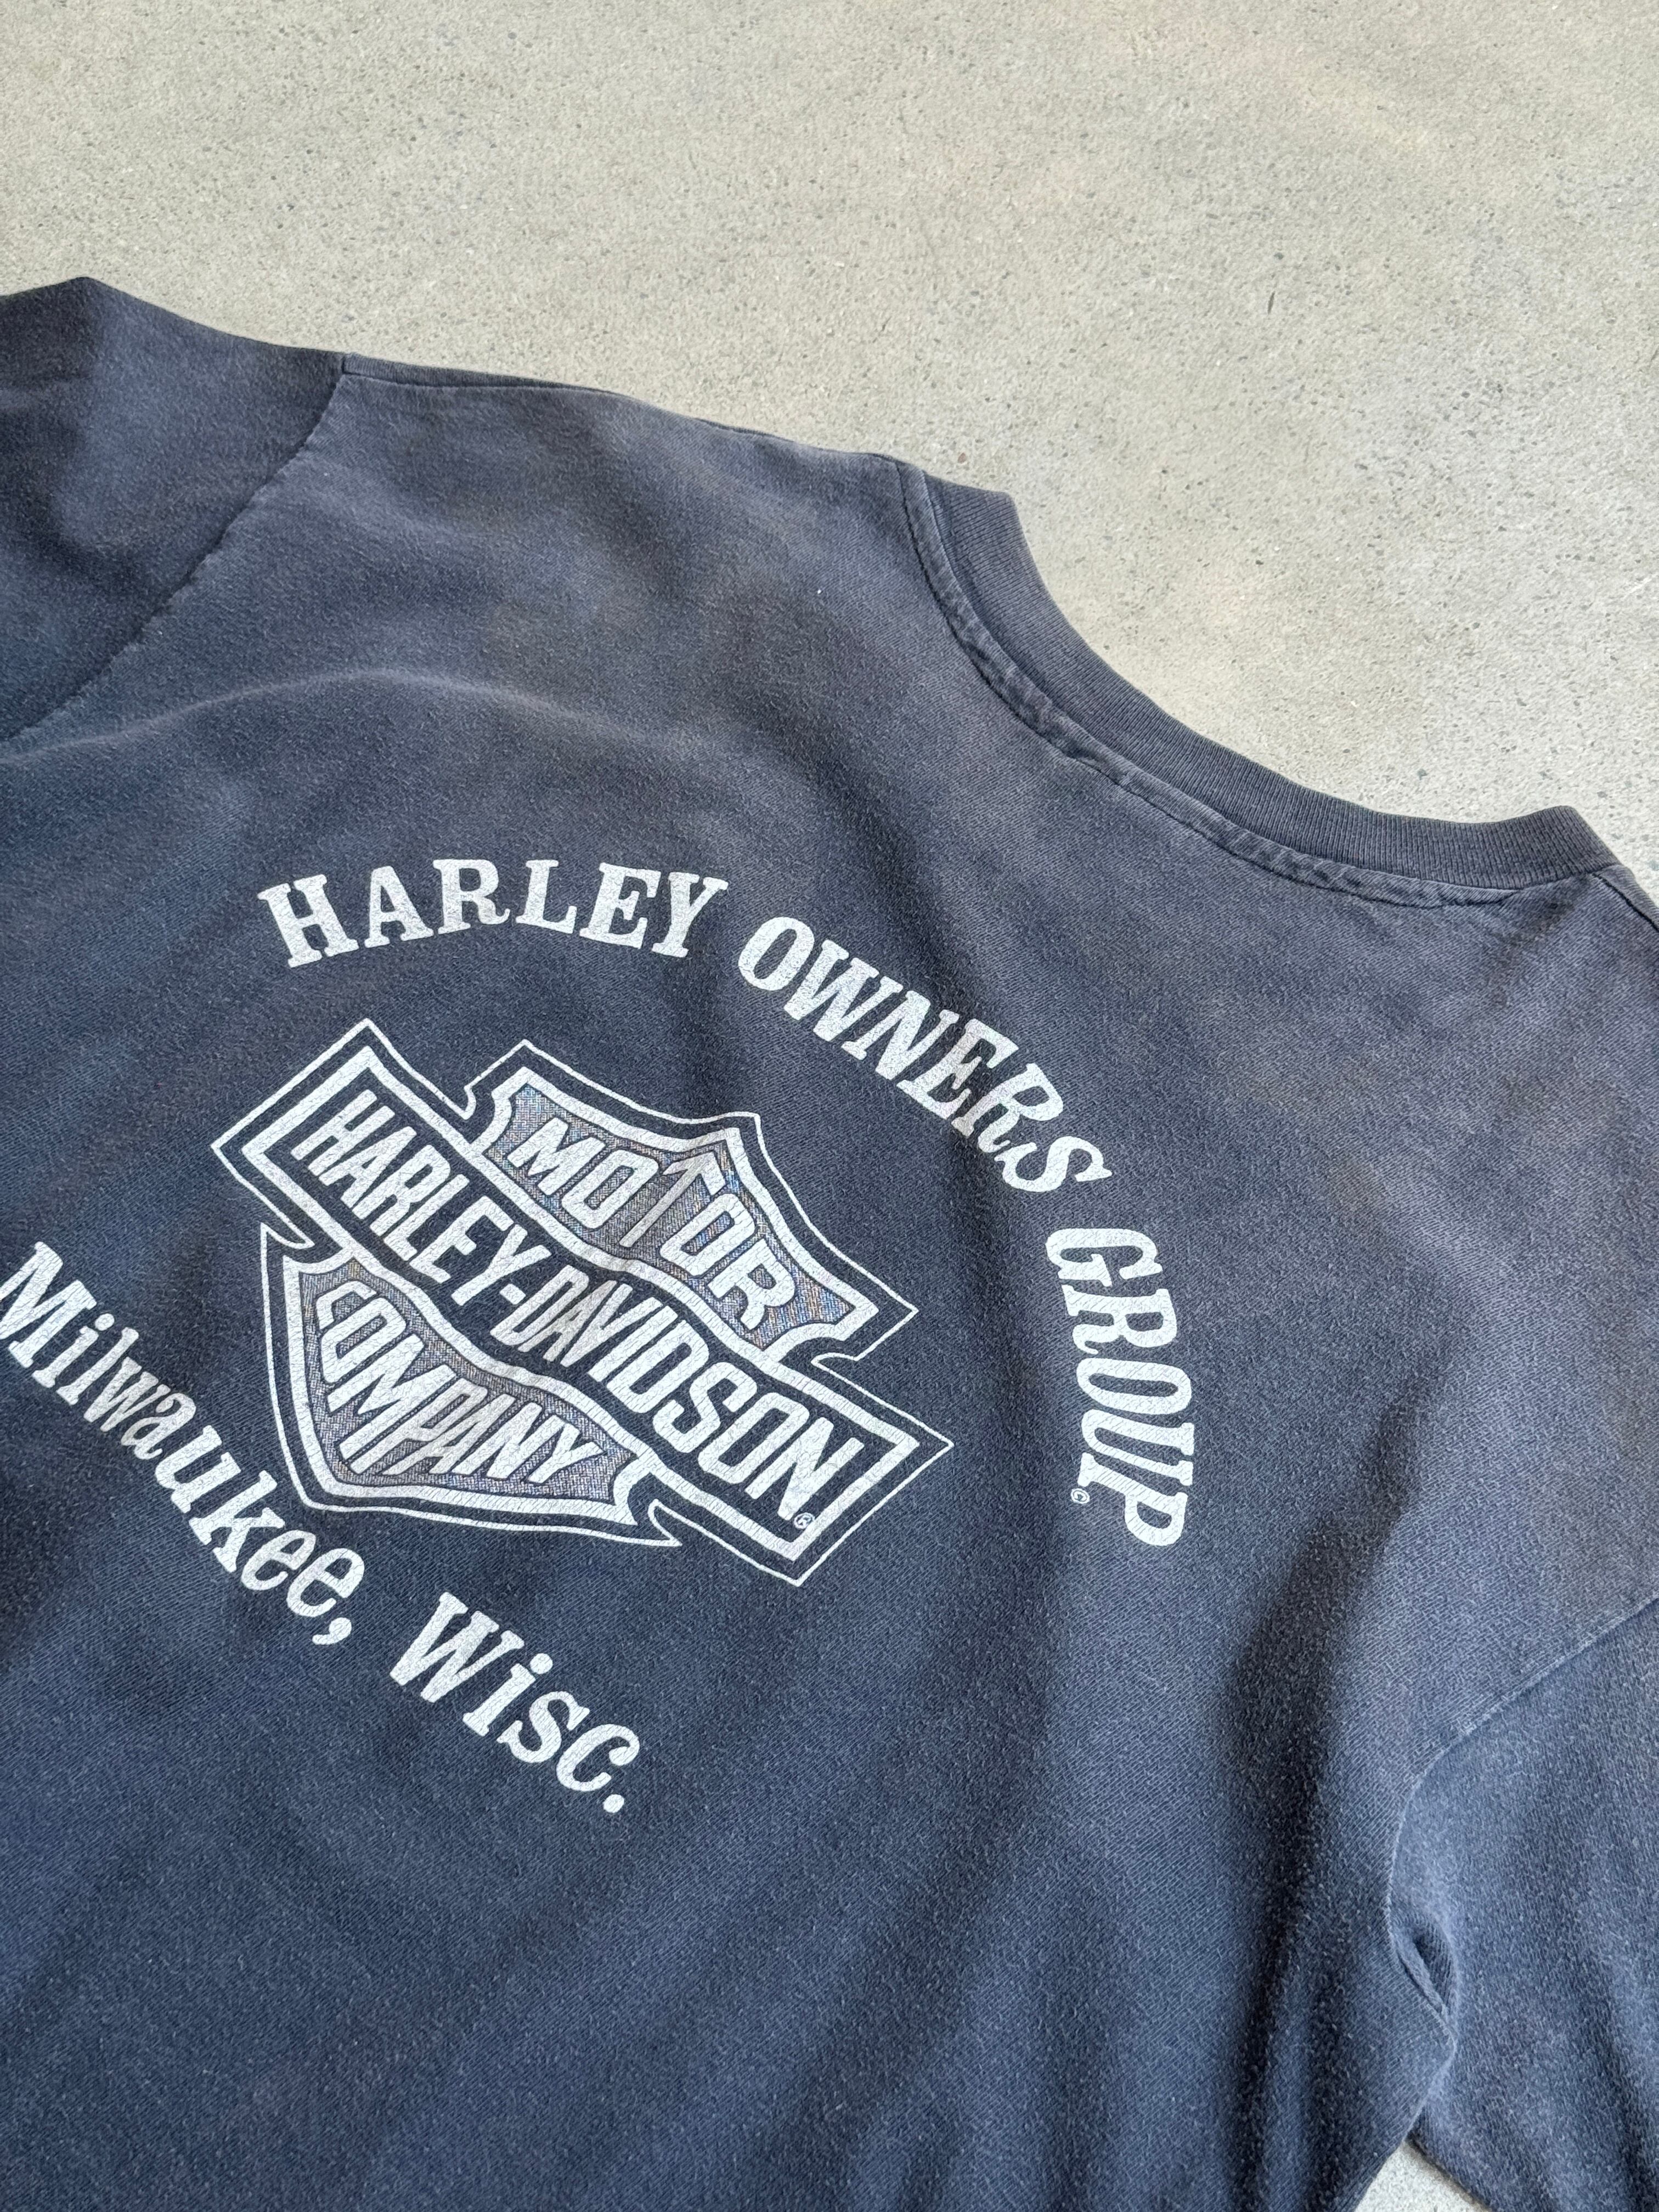 HARLEY OWNERS GROUP
©
MOTOR
HARLEY-DAVIDSON
®
COMPANY
Milwaukee, Wisc.